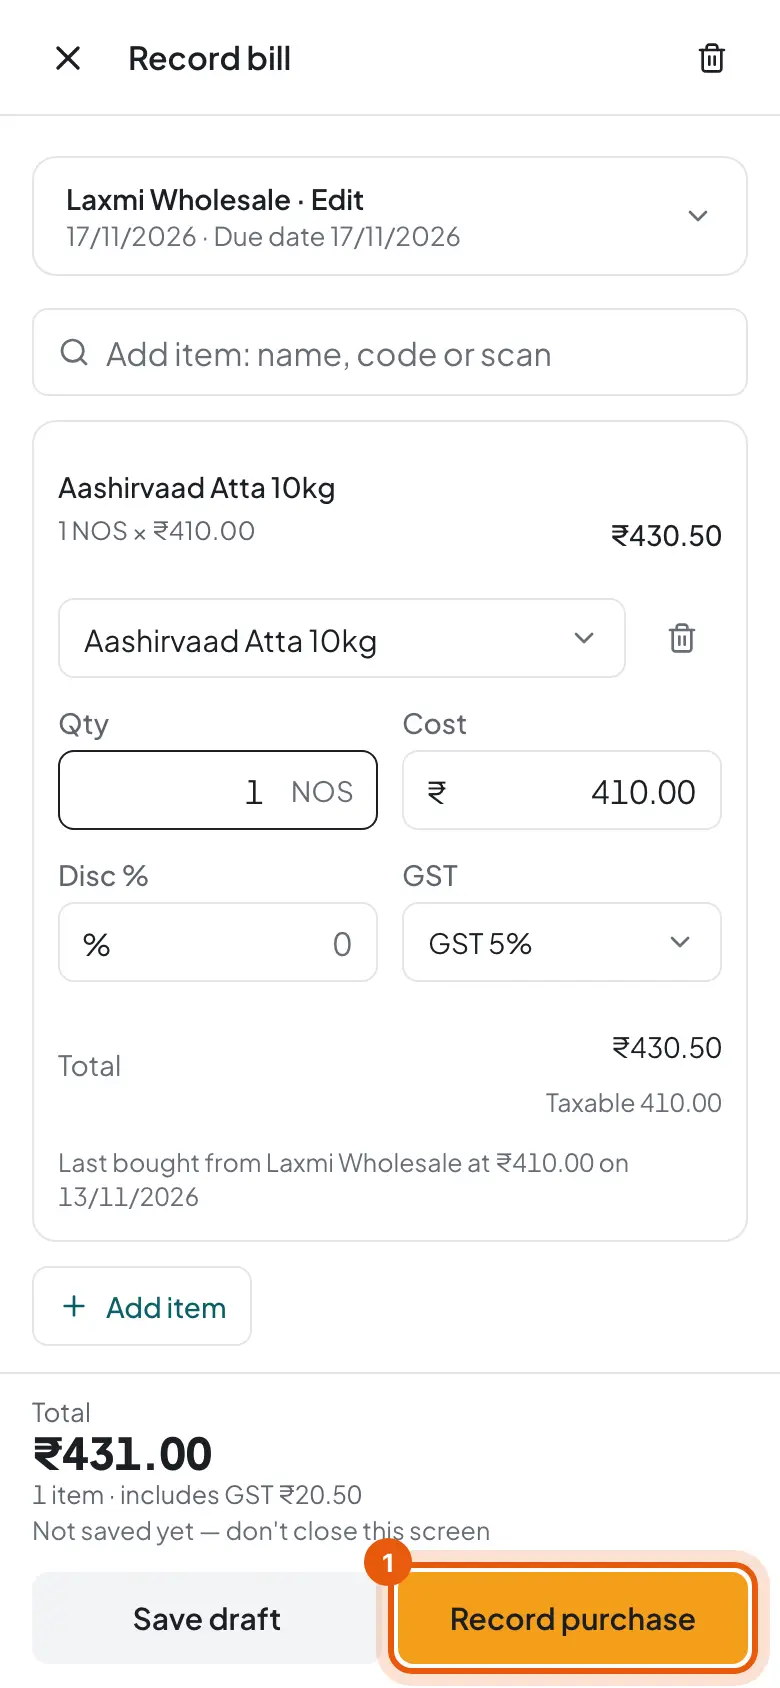 Record bill
Laxmi Wholesale · Edit
17/11/2026 · Due date 17/11/2026
Add item: name, code or scan
Aashirvaad Atta 10kg
1 NOS × ₹410.00
₹430.50
Aashirvaad Atta 10kg
Qty
Cost
1 NOS
₹ 410.00
Disc %
GST
% 0
GST 5%
₹430.50
Total
Taxable 410.00
Last bought from Laxmi Wholesale at ₹410.00 on
13/11/2026
+ Add item
Total
₹431.00
1 item · includes GST ₹20.50
Not saved yet — don't close this screen
1
Save draft
Record purchase